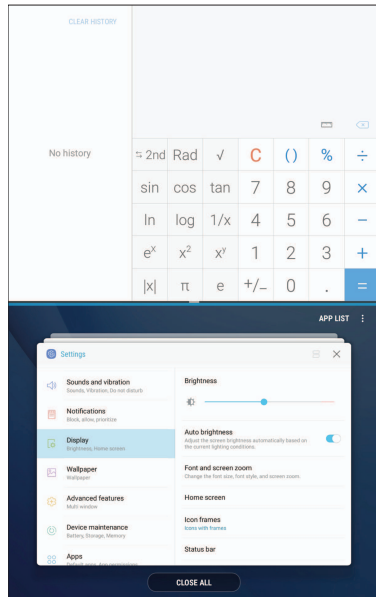 CLEAR HISTORY
No history
⇆ 2nd Rad √ C () % ÷
sin cos tan 7 8 9 ×
ln log 1/x 4 5 6 −
eˣ x² xʸ 1 2 3 +
|x| π e +/− 0 . =
APP LIST
Settings
Sounds and vibration
Sounds, Vibration, Do not disturb
Notifications
Block, allow, prioritize
Display
Brightness, Home screen
Wallpaper
Wallpaper
Advanced features
Multi window
Device maintenance
Battery, Storage, Memory
Apps
Default apps, App permissions
Brightness
Auto brightness
Adjust the screen brightness automatically based on
the current lighting conditions.
Font and screen zoom
Change the font size, font style, and screen zoom.
Home screen
Icon frames
Icons with frames
Status bar
CLOSE ALL